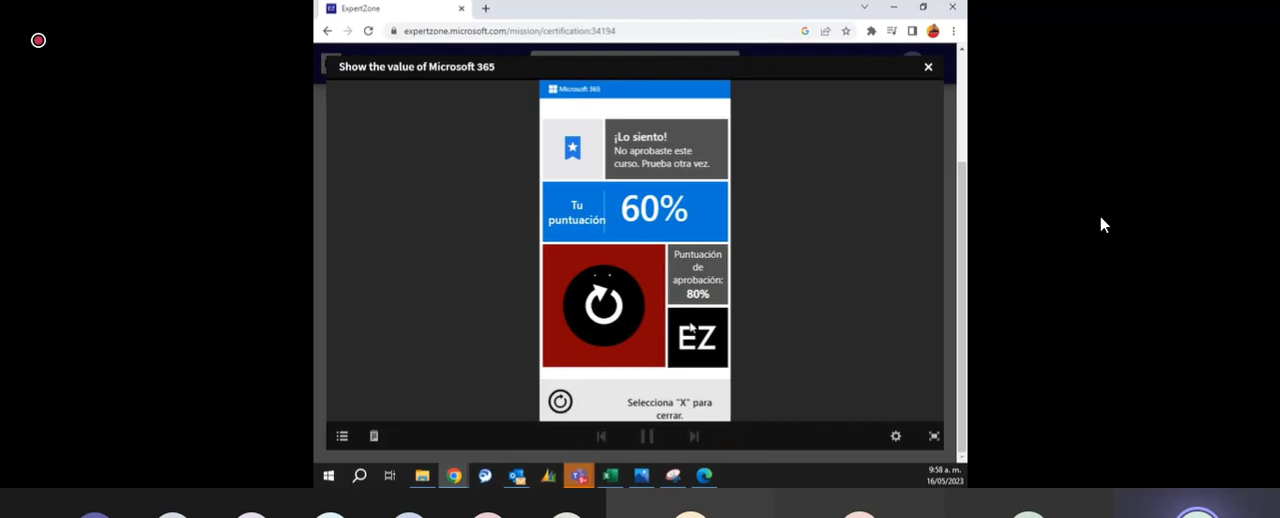 EZ ExpertZone
expertzone.microsoft.com/mission/certification:34194
Show the value of Microsoft 365
Microsoft 365
¡Lo siento!
No aprobaste este
curso. Prueba otra vez.
Tu
puntuación
60%
Puntuación
de
aprobación:
80%
EZ
Selecciona "X" para
cerrar.
9:58 a. m.
16/05/2023